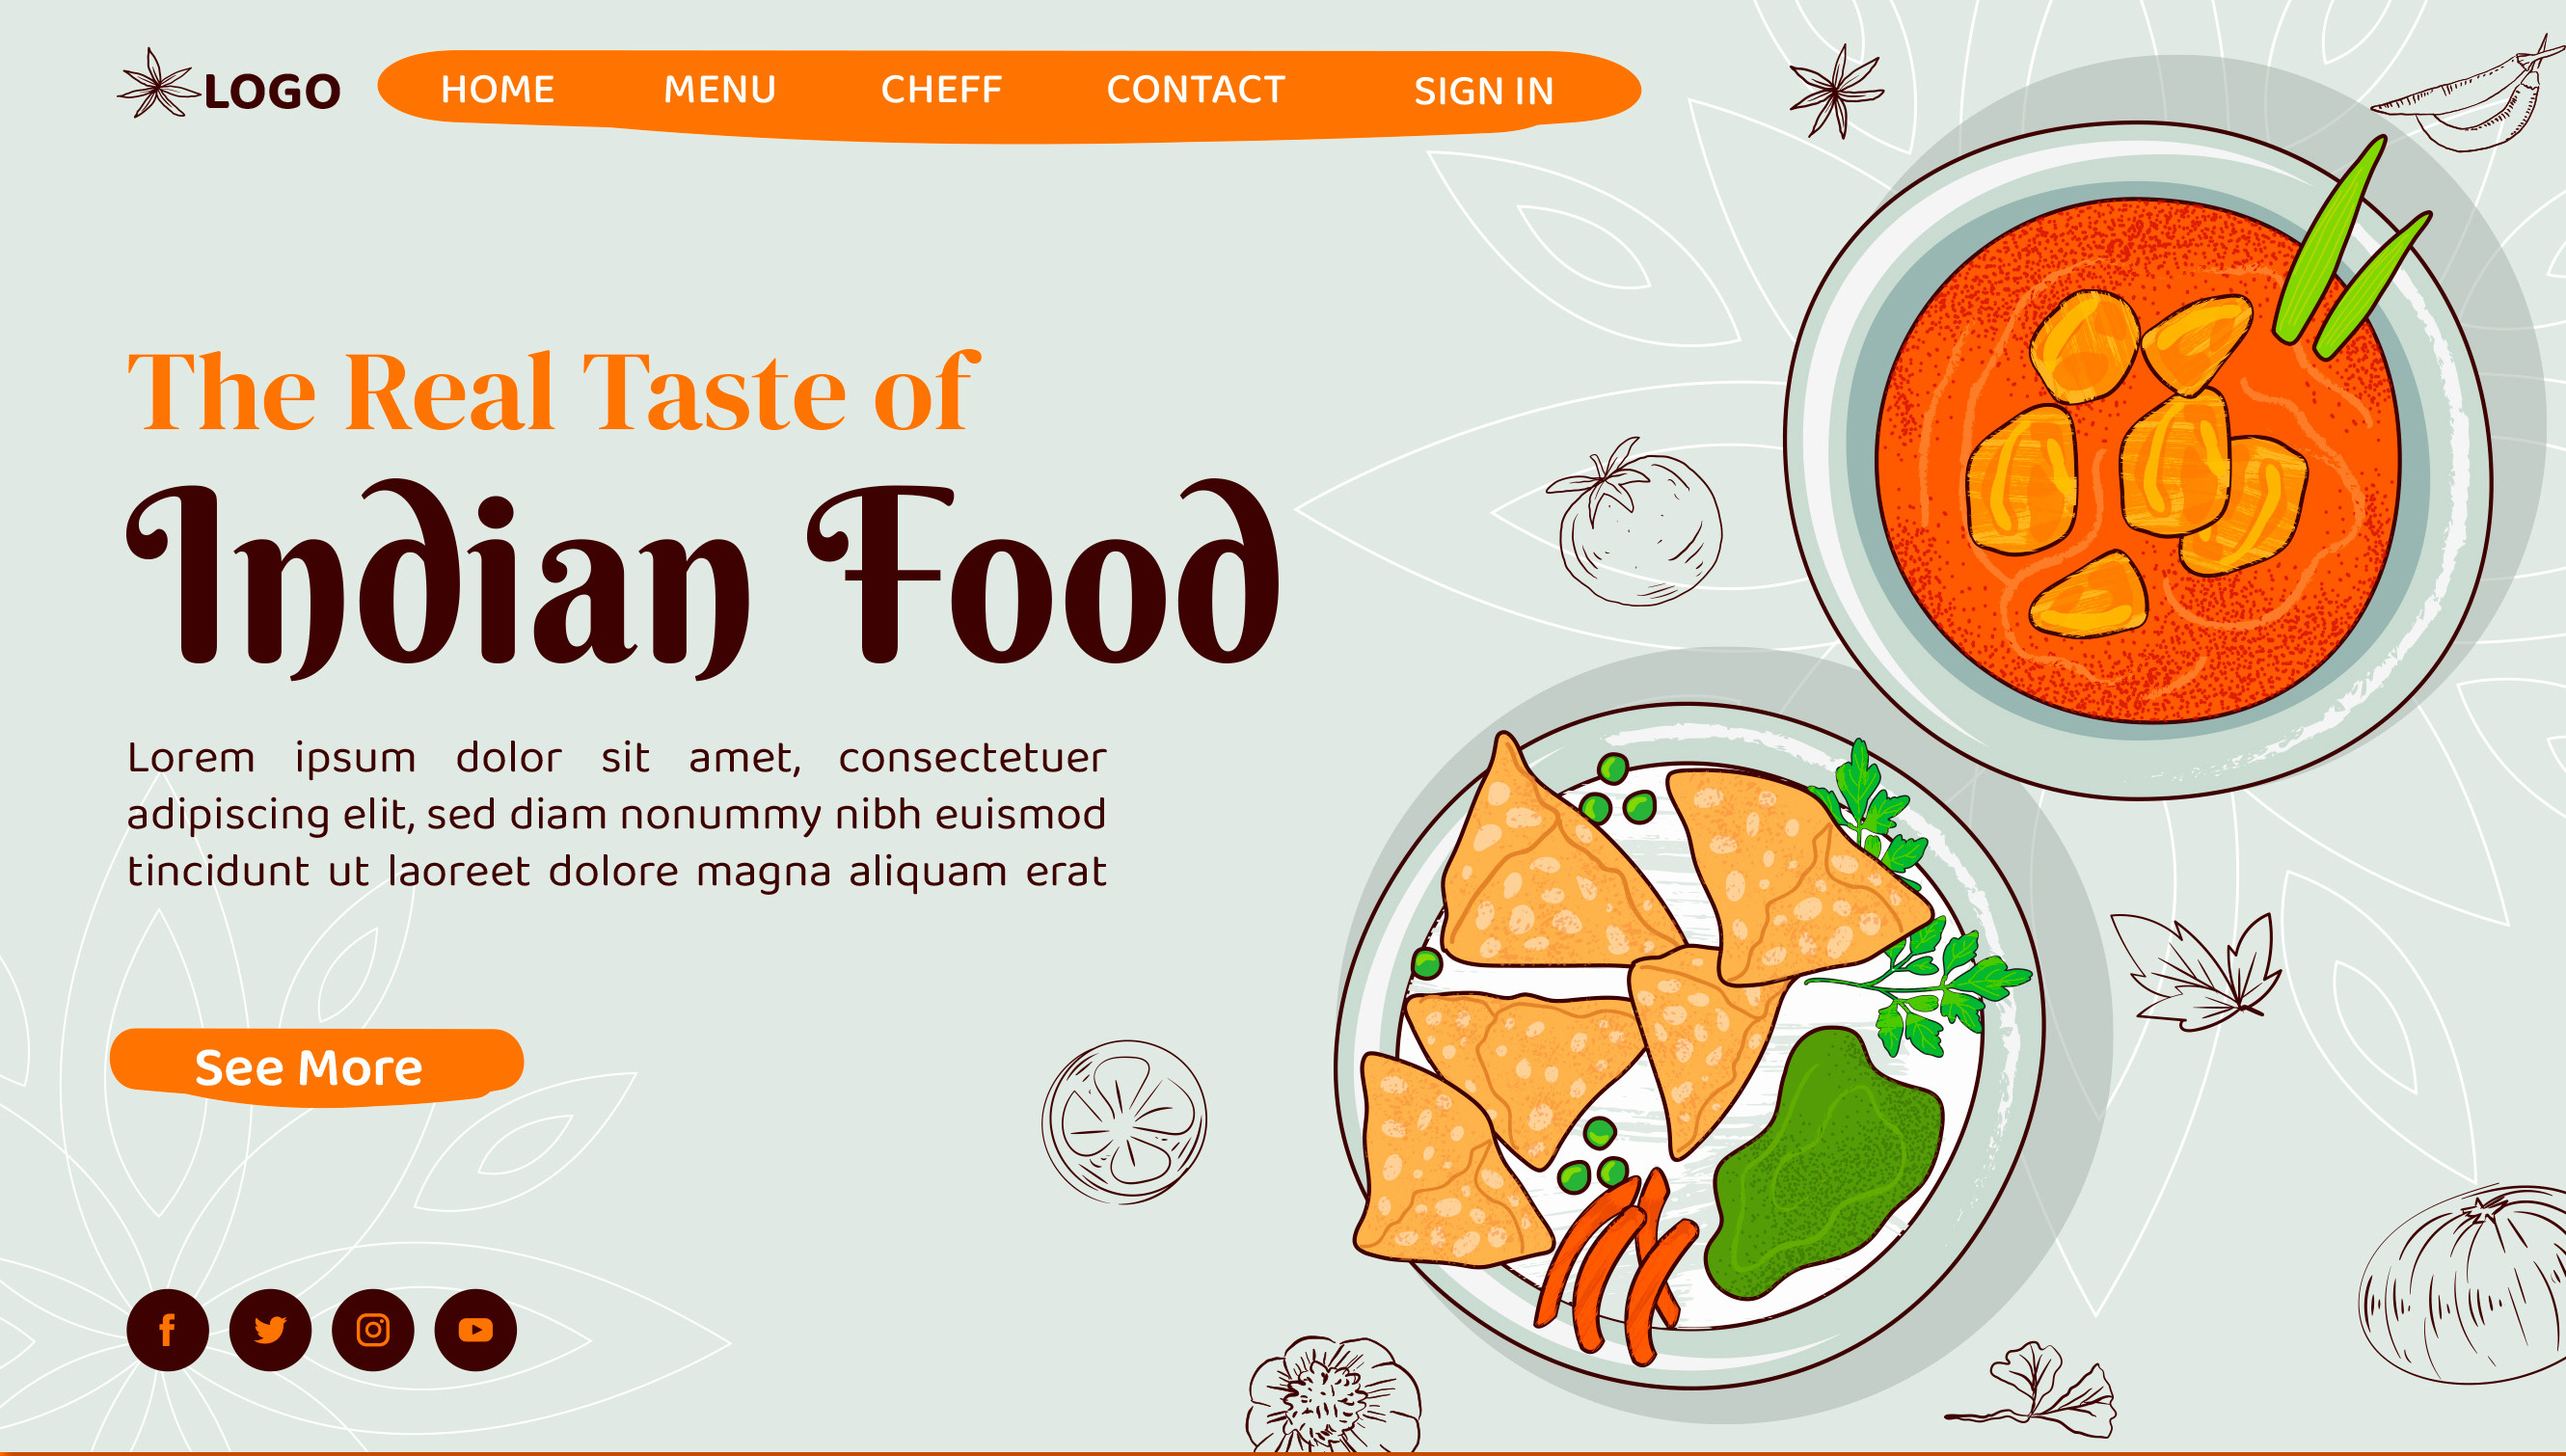 LOGO
HOME MENU CHEFF CONTACT SIGN IN
The Real Taste of
Indian Food
Lorem ipsum dolor sit amet, consectetuer
adipiscing elit, sed diam nonummy nibh euismod
tincidunt ut laoreet dolore magna aliquam erat
See More